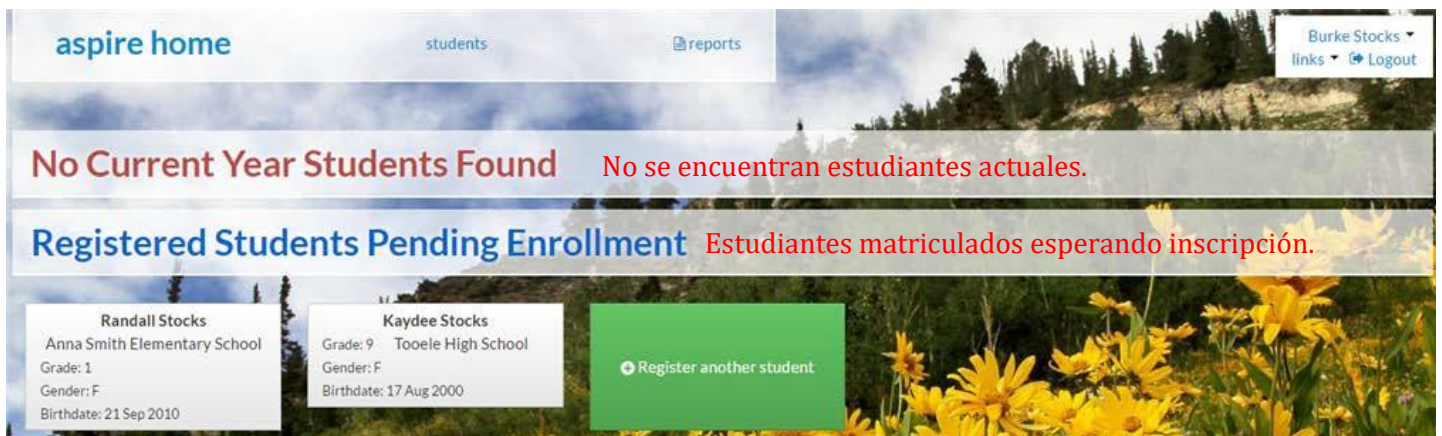 aspire home students reports
Burke Stocks
links Logout
No Current Year Students Found No se encuentran estudiantes actuales.
Registered Students Pending Enrollment Estudiantes matriculados esperando inscripción.
Randall Stocks
Anna Smith Elementary School
Grade: 1
Gender: F
Birthdate: 21 Sep 2010
Kaydee Stocks
Grade: 9 Tooele High School
Gender: F
Birthdate: 17 Aug 2000
Register another student